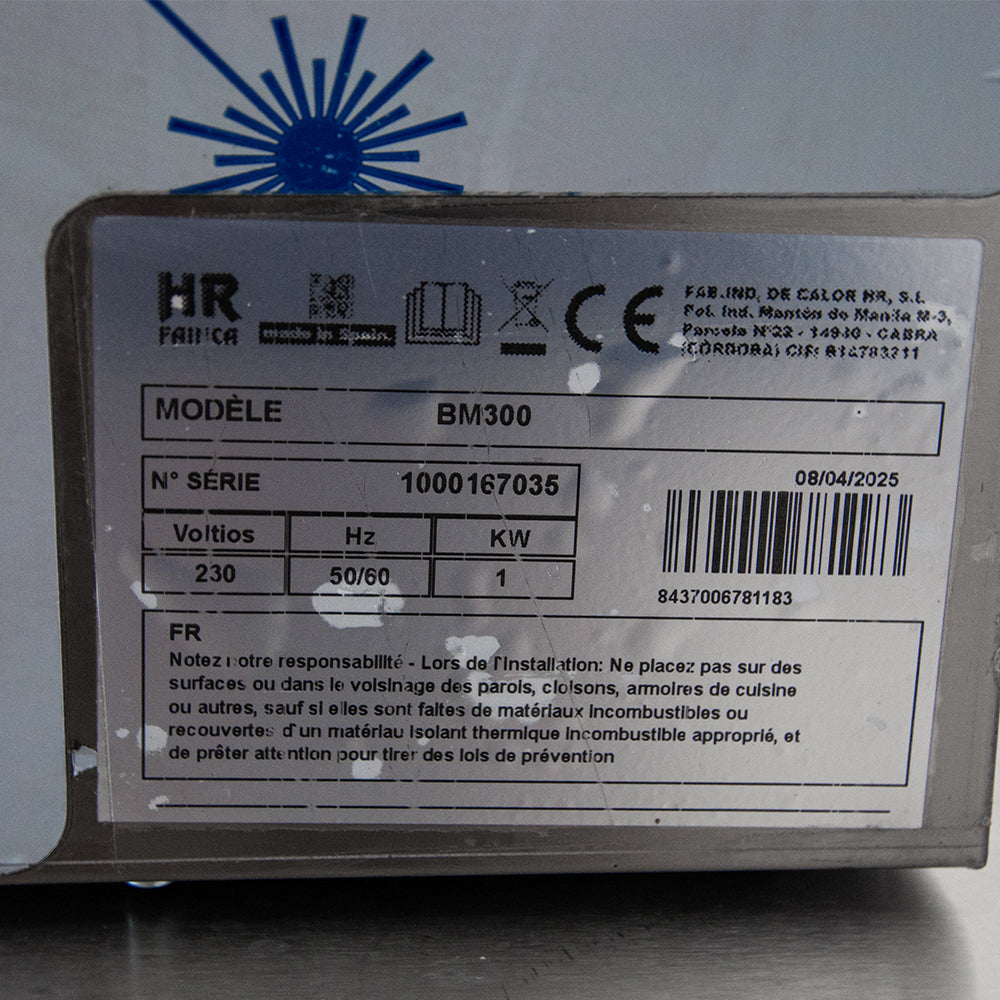 HR
FAINCA
made in Spain.
FAB.IND. DE CALOR HR, S.L.
Pol. Ind. Mantón de Manila M-3,
Parcela Nº22 - 14940 - CABRA
(CÓRDOBA) CIF:
MODÈLE BM300
N° SÉRIE 1000167035
08/04/2025
Voltios Hz KW
230 50/60 1
8437006781183
FR
Notez notre responsabilité - Lors de l'installation: Ne placez pas sur des
surfaces ou dans le voisinage des parois, cloisons, armoires de cuisine
ou autres, sauf si elles sont faites de matériaux incombustibles ou
recouvertes d'un matériau isolant thermique incombustible approprié, et
de prêter attention pour tirer des lois de prévention